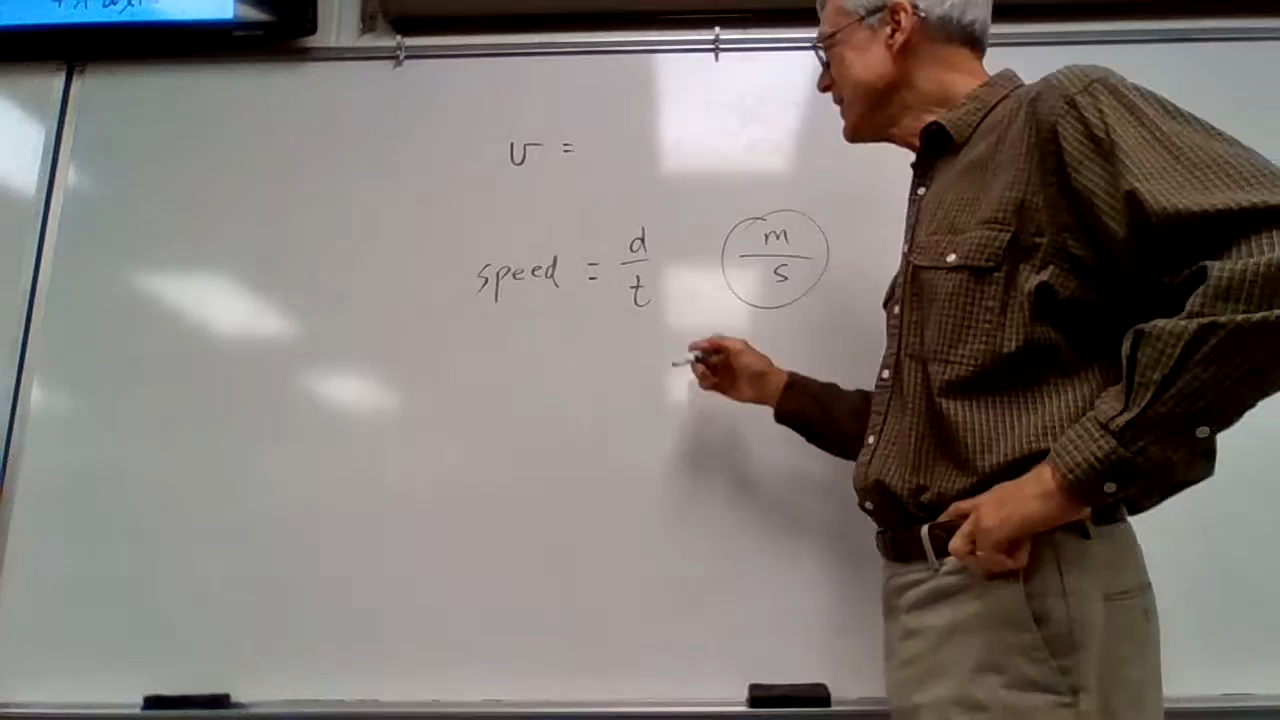 v =
speed = d/t m/s